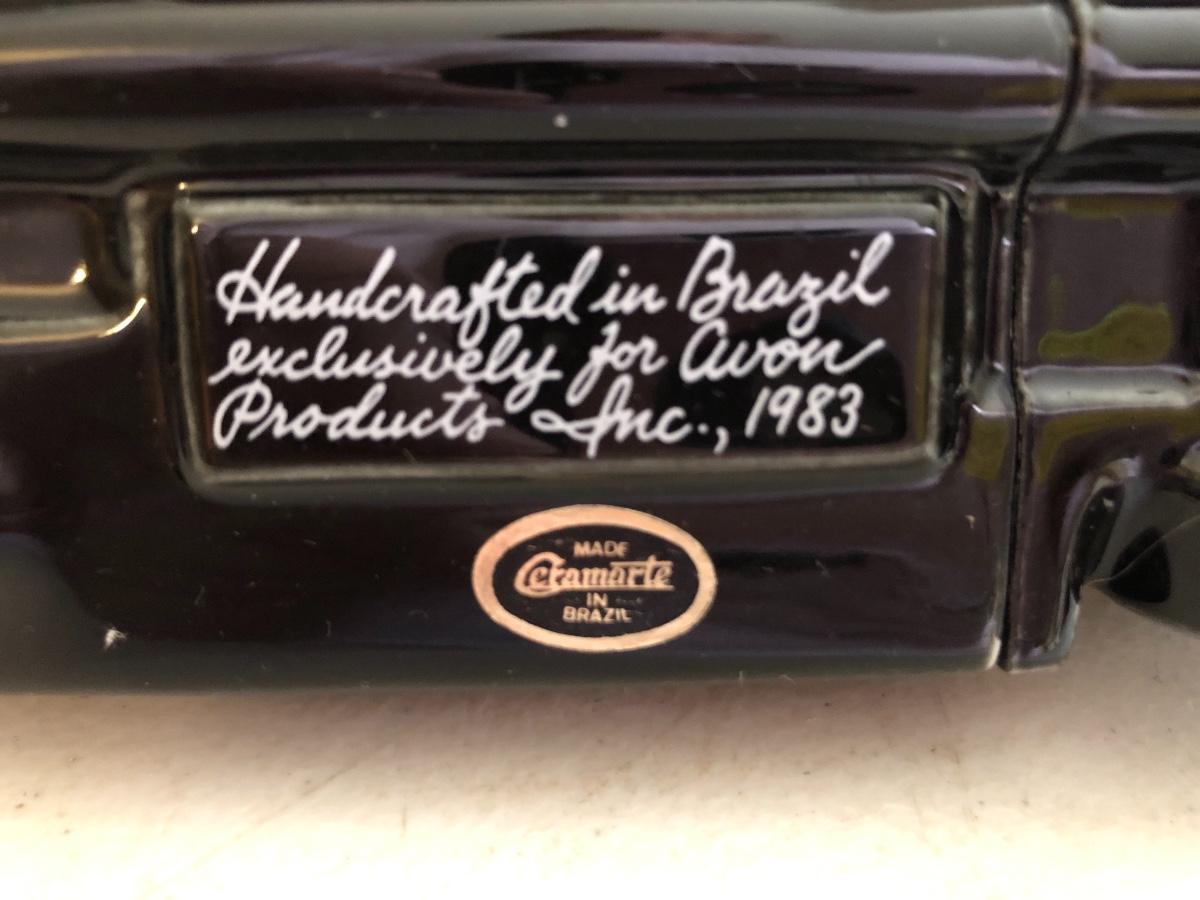 Handcrafted in Brazil
exclusively for Avon
Products Inc., 1983
MADE
Ceramarte
IN
BRAZIL